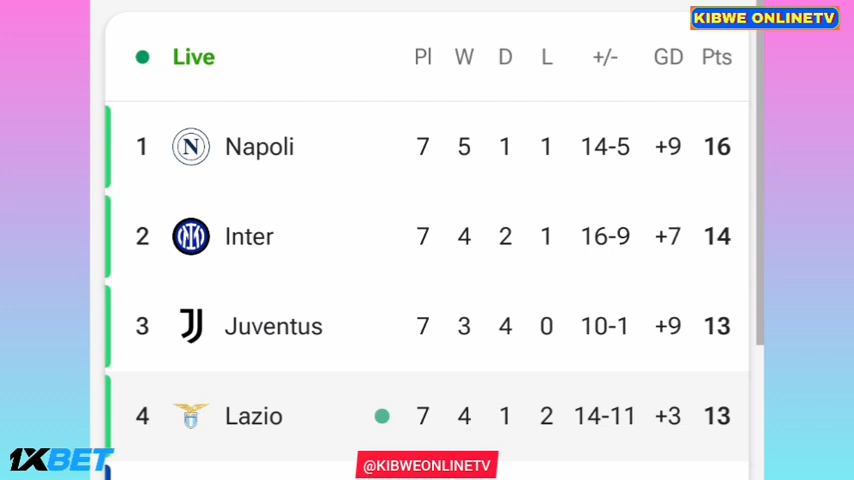 KIBWE ONLINETV
Live Pl W D L +/- GD Pts
1 N Napoli 7 5 1 1 14-5 +9 16
2 Inter 7 4 2 1 16-9 +7 14
3 Juventus 7 3 4 0 10-1 +9 13
4 Lazio 7 4 1 2 14-11 +3 13
1XBET
@KIBWEONLINETV